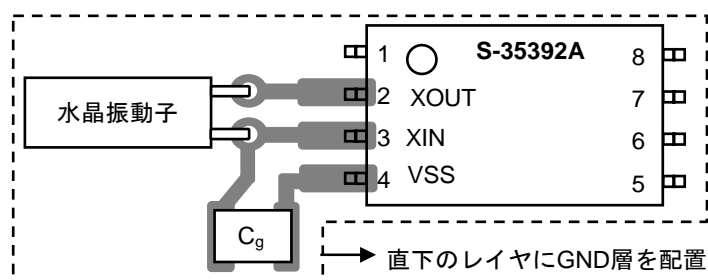 S-35392A
1
8
水晶振動子
2 XOUT
7
3 XIN
6
4 VSS
5
Cg
直下のレイヤにGND層を配置